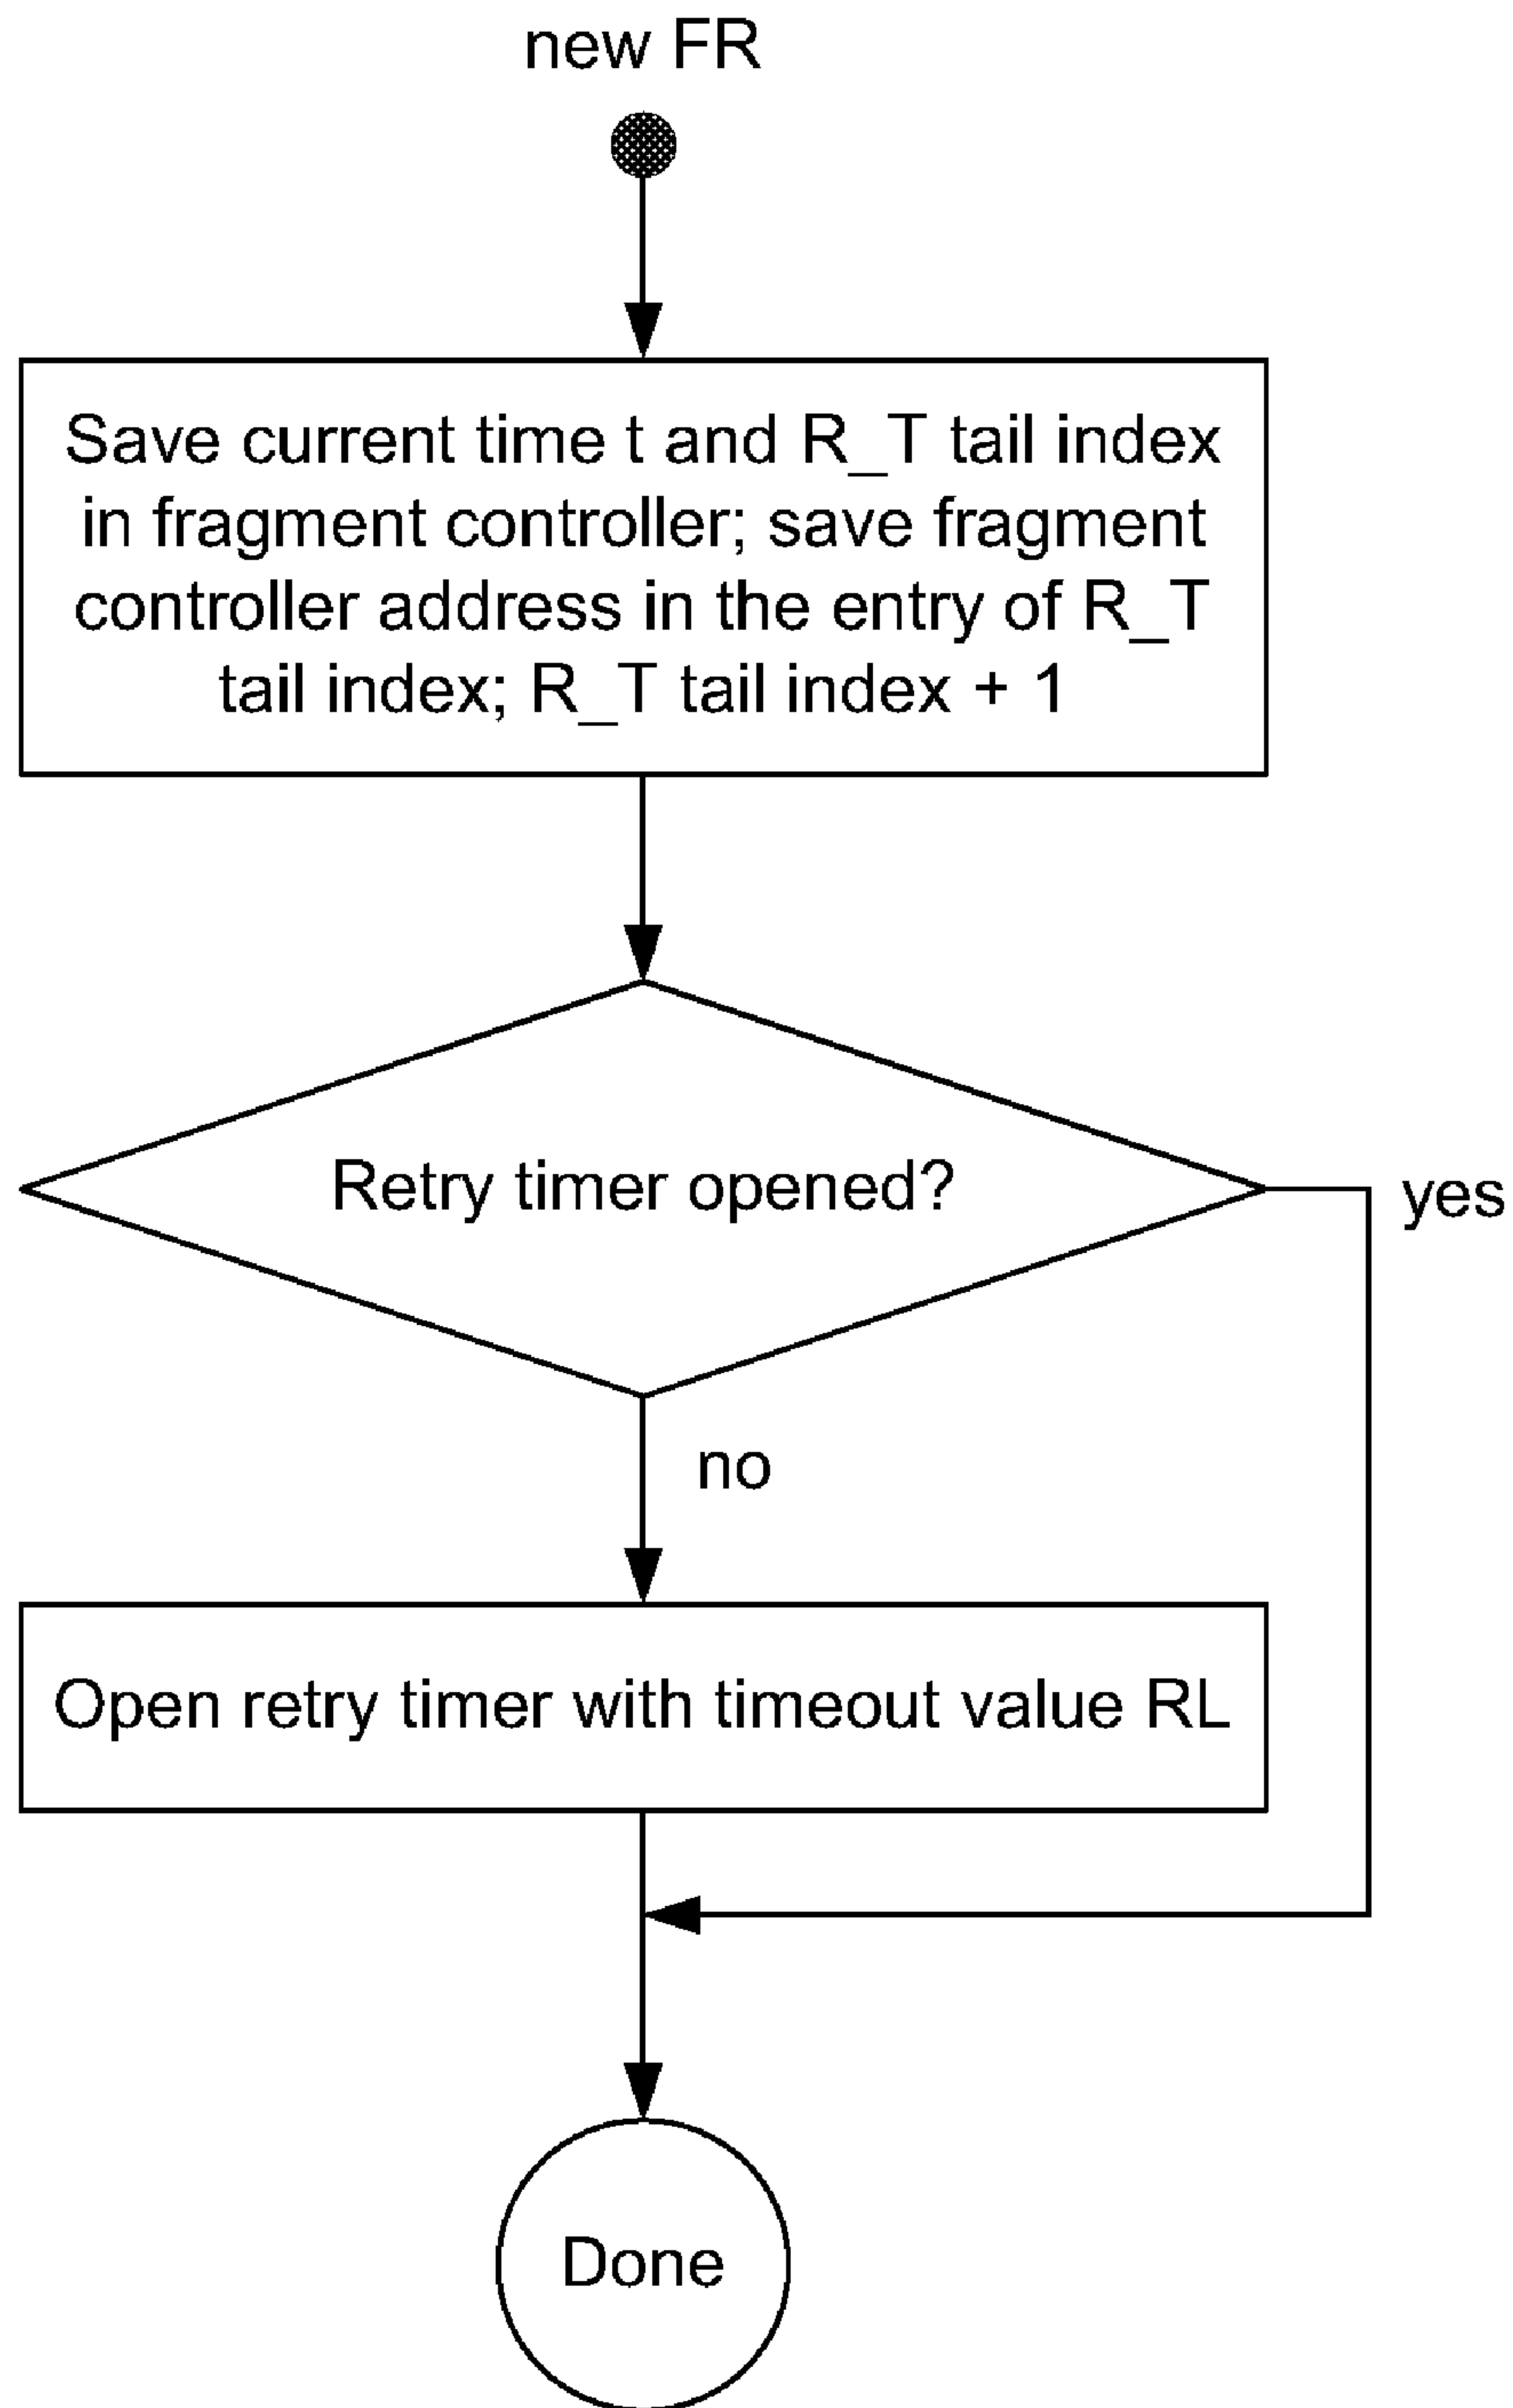 new FR
Save current time t and R_T tail index
in fragment controller; save fragment
controller address in the entry of R_T
tail index; R_T tail index + 1
Retry timer opened?
yes
no
Open retry timer with timeout value RL
Done